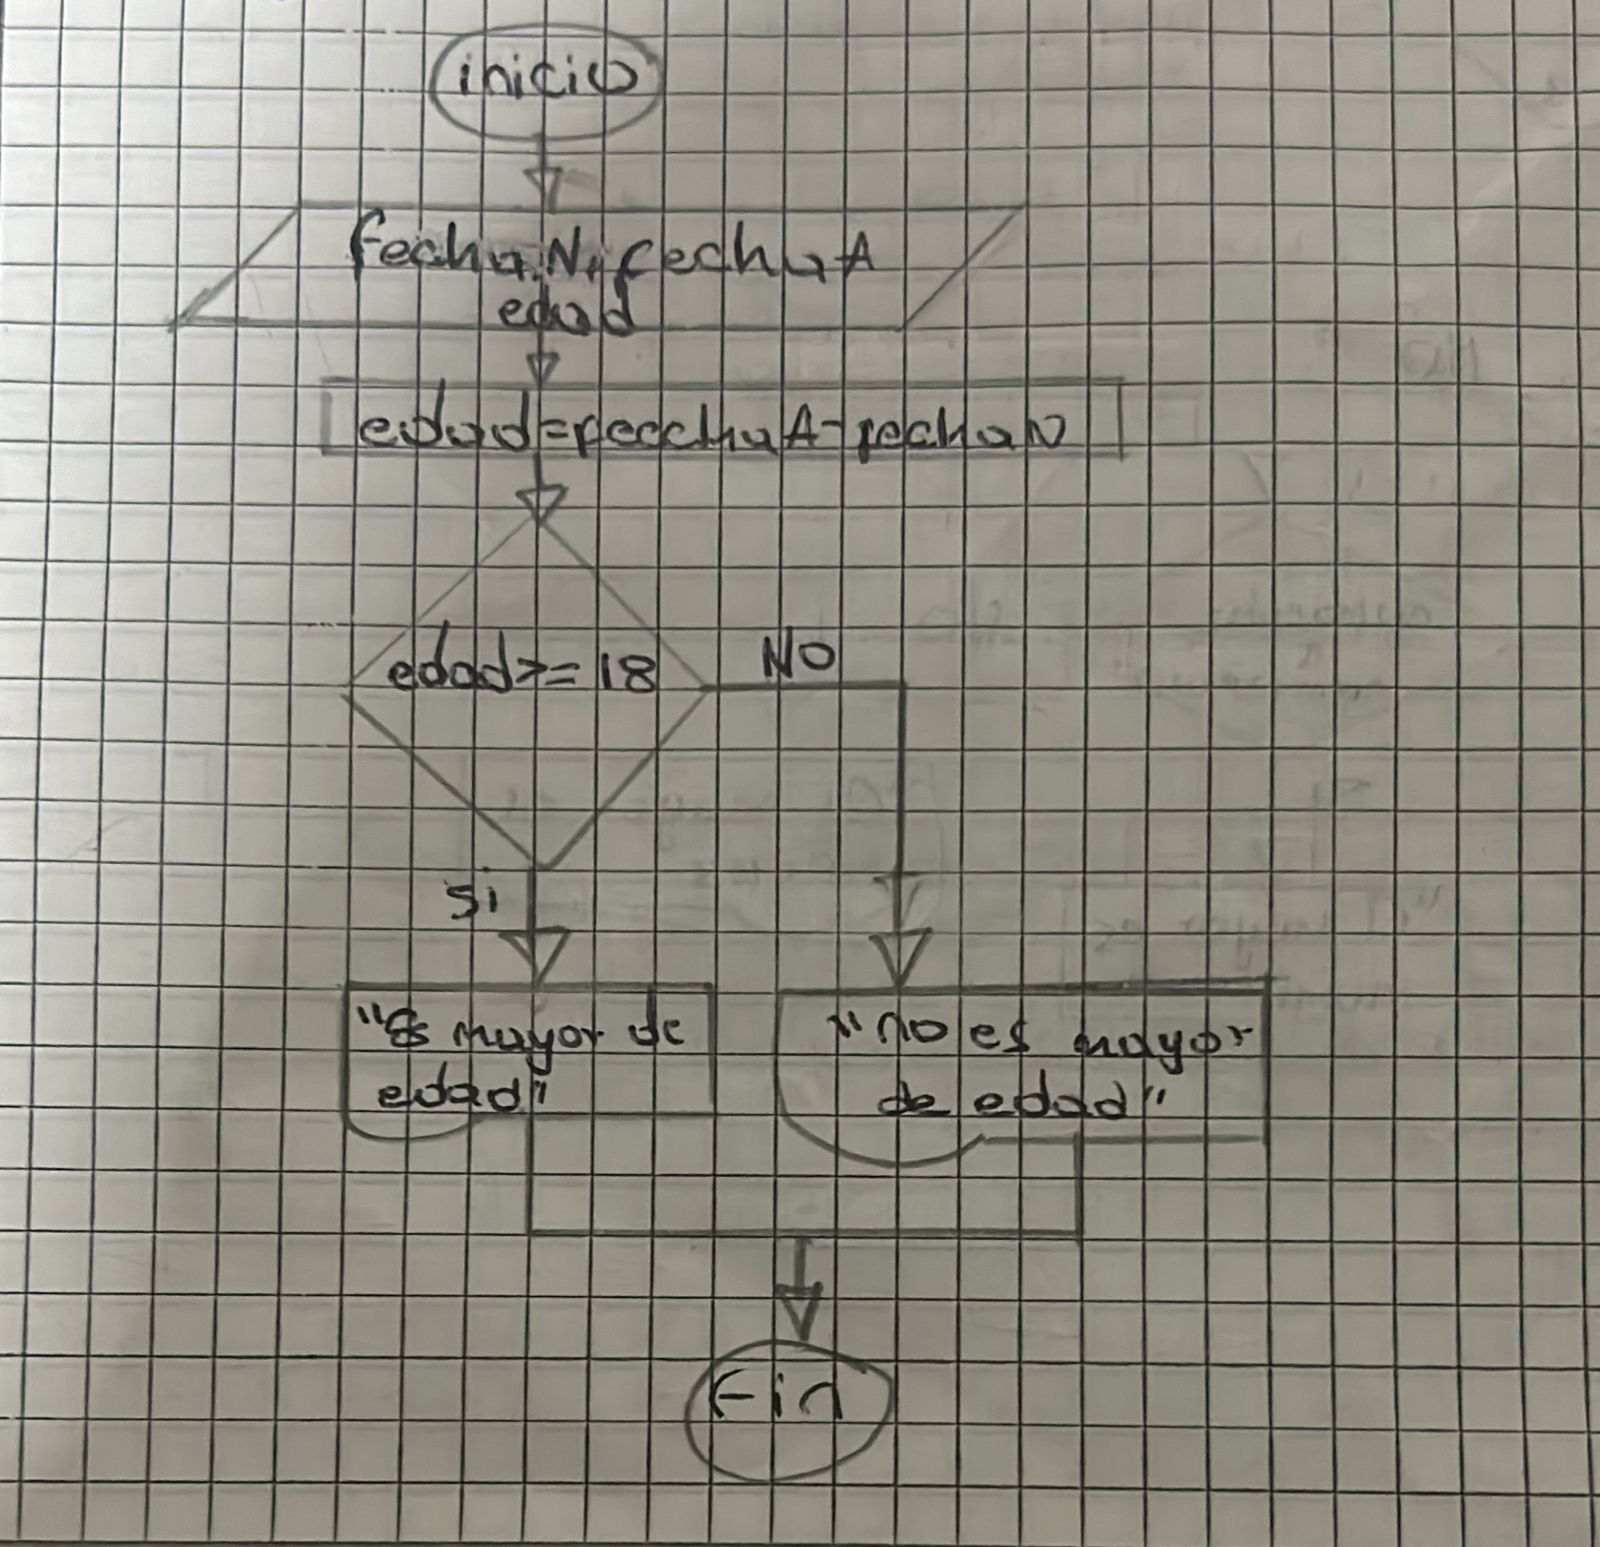 inicio
fechaN, fechaA
edad
edad=fecchaA-fechaN
edad>=18
NO
si
"Es mayor de
edad"
"no es mayor
de edad"
Fin